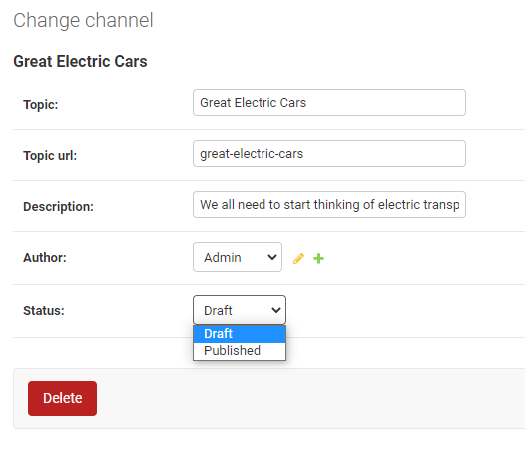 Change channel
Great Electric Cars
Topic: Great Electric Cars
Topic url: great-electric-cars
Description: We all need to start thinking of electric transp
Author: Admin
Status: Draft
Draft
Published
Delete